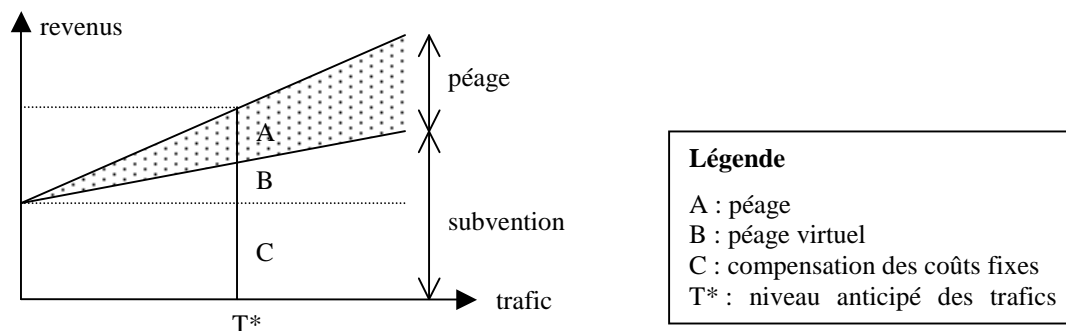 revenus
péage
A
B
subvention
C
trafic
T*
Légende
A : péage
B : péage virtuel
C : compensation des coûts fixes
T* : niveau anticipé des trafics